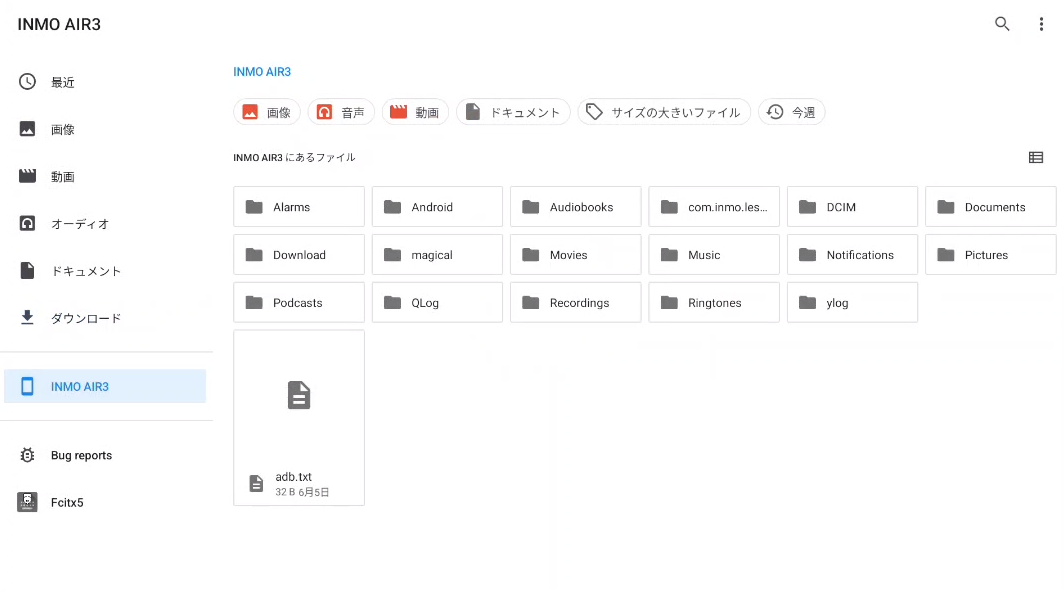 INMO AIR3
最近
画像
動画
オーディオ
ドキュメント
ダウンロード
INMO AIR3
Bug reports
Fcitx5
INMO AIR3
画像
音声
動画
ドキュメント
サイズの大きいファイル
今週
INMO AIR3 にあるファイル
Alarms
Android
Audiobooks
com.inmo.les...
DCIM
Documents
Download
magical
Movies
Music
Notifications
Pictures
Podcasts
QLog
Recordings
Ringtones
ylog
adb.txt
32 B 6月5日